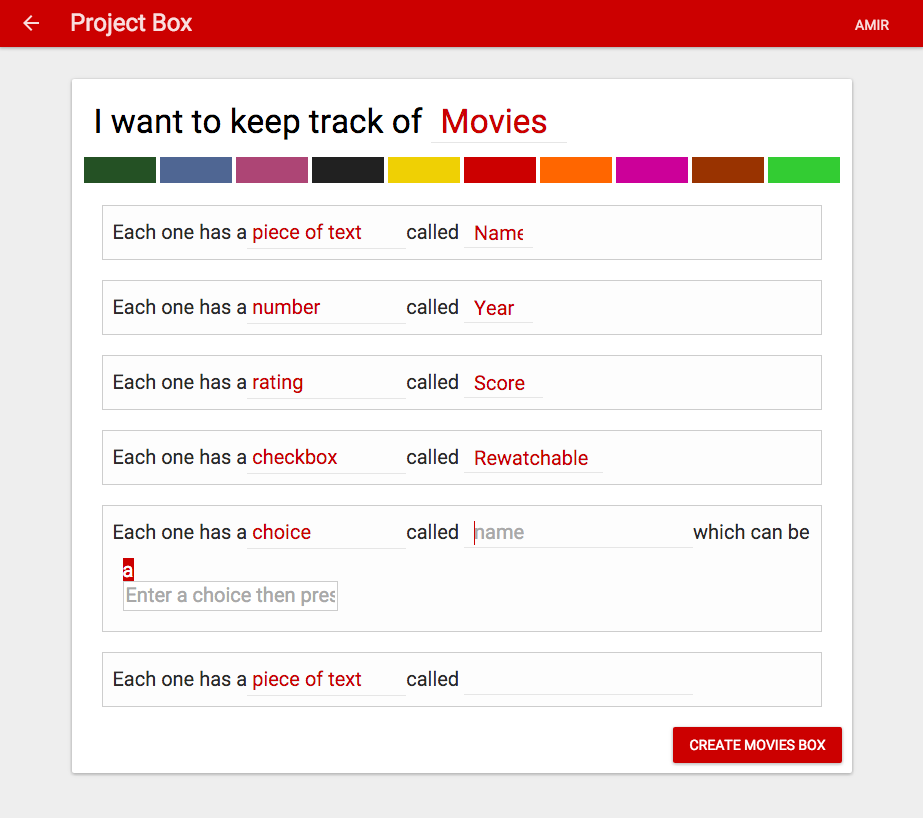 Project Box
AMIR
I want to keep track of Movies
Each one has a piece of text called Name
Each one has a number called Year
Each one has a rating called Score
Each one has a checkbox called Rewatchable
Each one has a choice called name which can be
a
Enter a choice then pres
Each one has a piece of text called
CREATE MOVIES BOX